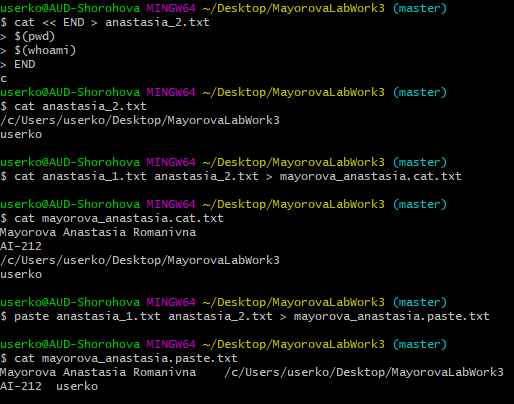 userko@AUD-Shorohova MINGW64 ~/Desktop/MayorovaLabWork3 (master)
$ cat << END > anastasia_2.txt
> $(pwd)
> $(whoami)
> END
c
userko@AUD-Shorohova MINGW64 ~/Desktop/MayorovaLabWork3 (master)
$ cat anastasia_2.txt
/c/Users/userko/Desktop/MayorovaLabWork3
userko
userko@AUD-Shorohova MINGW64 ~/Desktop/MayorovaLabWork3 (master)
$ cat anastasia_1.txt anastasia_2.txt > mayorova_anastasia.cat.txt
userko@AUD-Shorohova MINGW64 ~/Desktop/MayorovaLabWork3 (master)
$ cat mayorova_anastasia.cat.txt
Mayorova Anastasia Romanivna
AI-212
/c/Users/userko/Desktop/MayorovaLabWork3
userko
userko@AUD-Shorohova MINGW64 ~/Desktop/MayorovaLabWork3 (master)
$ paste anastasia_1.txt anastasia_2.txt > mayorova_anastasia.paste.txt
userko@AUD-Shorohova MINGW64 ~/Desktop/MayorovaLabWork3 (master)
$ cat mayorova_anastasia.paste.txt
Mayorova Anastasia Romanivna    /c/Users/userko/Desktop/MayorovaLabWork3
AI-212  userko